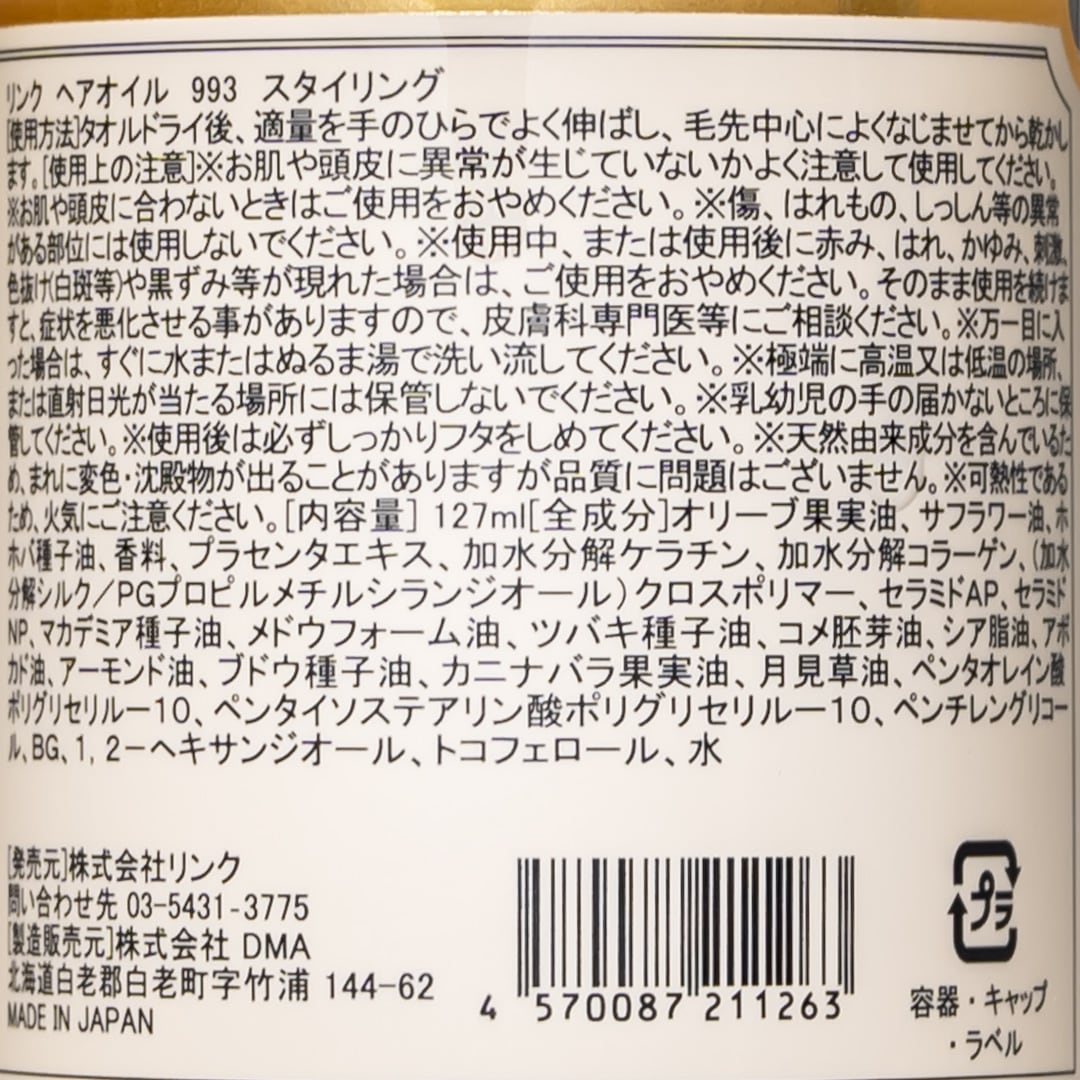 リンク ヘアオイル 993 スタイリング
[使用方法]タオルドライ後、適量を手のひらでよく伸ばし、毛先中心によくなじませてから乾かし
ます。[使用上の注意]※お肌や頭皮に異常が生じていないかよく注意して使用してください。
※お肌や頭皮に合わないときはご使用をおやめください。※傷、はれもの、しっしん等の異常
がある部位には使用しないでください。※使用中、または使用後に赤み、はれ、かゆみ、刺激、
色抜け(白斑等)や黒ずみ等が現れた場合は、ご使用をおやめください。そのまま使用を続けま
すと、症状を悪化させる事がありますので、皮膚科専門医等にご相談ください。※万一目に入
った場合は、すぐに水またはぬるま湯で洗い流してください。※極端に高温又は低温の場所、
または直射日光が当たる場所には保管しないでください。※乳幼児の手の届かないところに保
管してください。※使用後は必ずしっかりフタをしめてください。※天然由来成分を含んでいるた
め、まれに変色・沈殿物が出ることがありますが品質に問題はございません。※可熱性である
ため、火気にご注意ください。[内容量] 127ml[全成分]オリーブ果実油、サフラワー油、ホ
ホバ種子油、香料、プラセンタエキス、加水分解ケラチン、加水分解コラーゲン、(加水
分解シルク/PGプロピルメチルシランジオール)クロスポリマー、セラミドAP、セラミド
NP、マカデミア種子油、メドウフォーム油、ツバキ種子油、コメ胚芽油、シア脂油、アボ
カド油、アーモンド油、ブドウ種子油、カニナバラ果実油、月見草油、ペンタオレイン酸
ポリグリセリルー10、ペンタイソステアリン酸ポリグリセリルー10、ペンチレングリコー
ル、BG、1, 2-ヘキサンジオール、トコフェロール、水
[発売元]株式会社リンク
問い合わせ先 03-5431-3775
[製造販売元]株式会社 DMA
北海道白老郡白老町字竹浦 144-62
MADE IN JAPAN
4 570087 211263
プラ
容器・キャップ
・ラベル